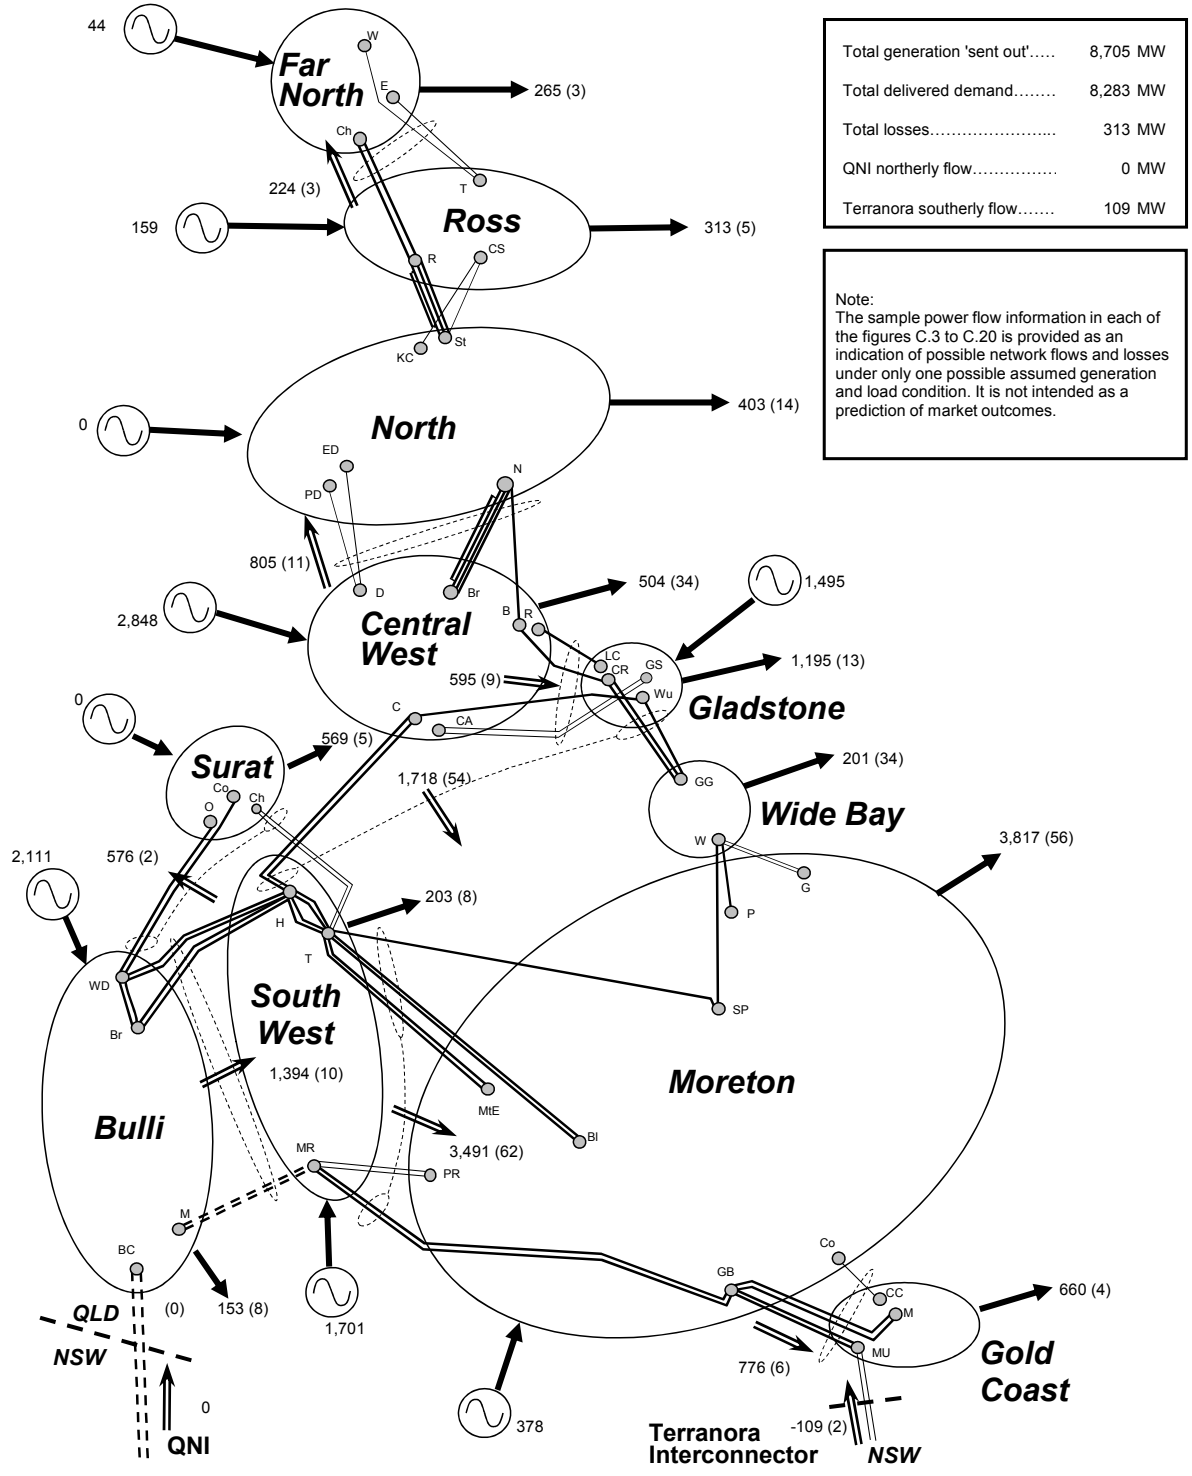 44
W
Far
North
E
265 (3)
Ch
224 (3)
T
159
Ross
313 (5)
R
CS
St
KC
0
North
403 (14)
ED
PD
N
805 (11)
D
Br
504 (34)
1,495
2,848
Central
West
B
R
LC
CR
GS
1,195 (13)
595 (9)
Wu
Gladstone
C
CA
0
569 (5)
Surat
Co
Ch
O
1,718 (54)
GG
201 (34)
Wide Bay
W
G
P
3,817 (56)
2,111
576 (2)
203 (8)
H
T
WD
Br
South
West
SP
1,394 (10)
Moreton
MtE
Bulli
BI
3,491 (62)
MR
PR
M
BC
Co
GB
CC
M
660 (4)
QLD
(0)
153 (8)
1,701
NSW
MU
776 (6)
Gold
Coast
0
QNI
378
Terranora
Interconnector
-109 (2)
NSW
Total generation 'sent out'..... 8,705 MW
Total delivered demand........ 8,283 MW
Total losses........................ 313 MW
QNI northerly flow................ 0 MW
Terranora southerly flow....... 109 MW
Note:
The sample power flow information in each of
the figures C.3 to C.20 is provided as an
indication of possible network flows and losses
under only one possible assumed generation
and load condition. It is not intended as a
prediction of market outcomes.